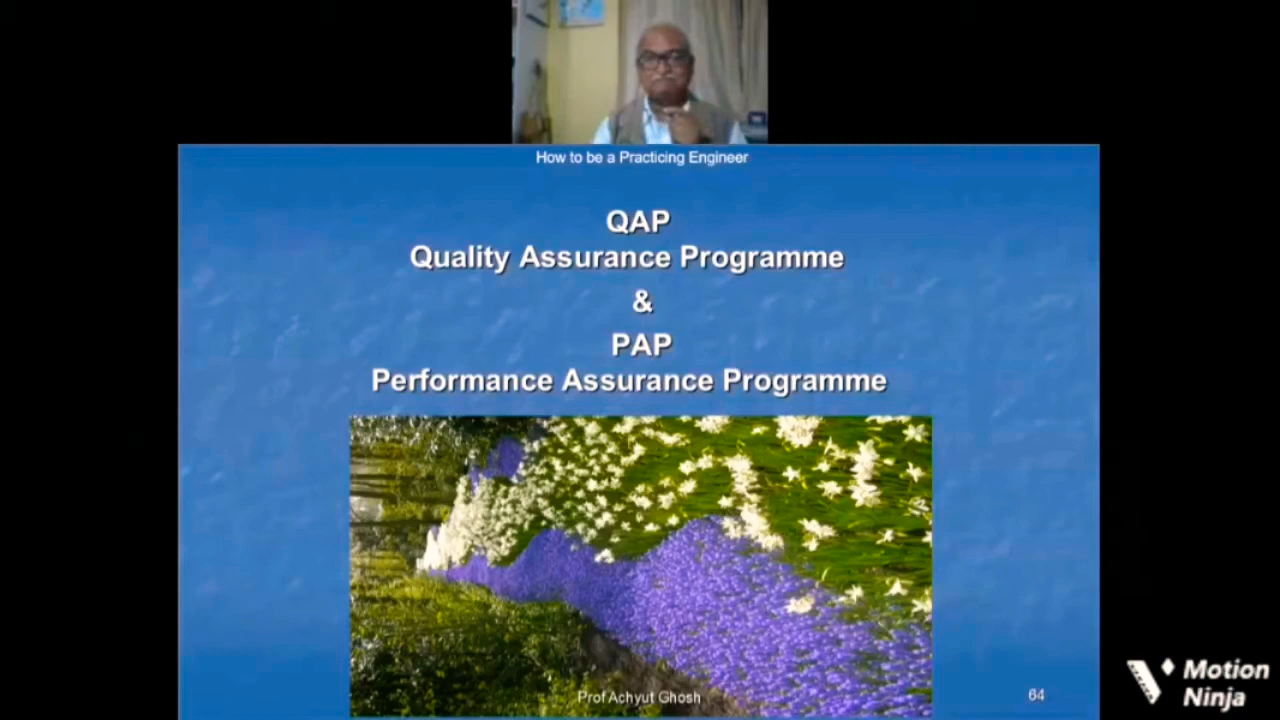 How to be a Practicing Engineer
QAP
Quality Assurance Programme
&
PAP
Performance Assurance Programme
Prof Achyut Ghosh
64
Motion
Ninja